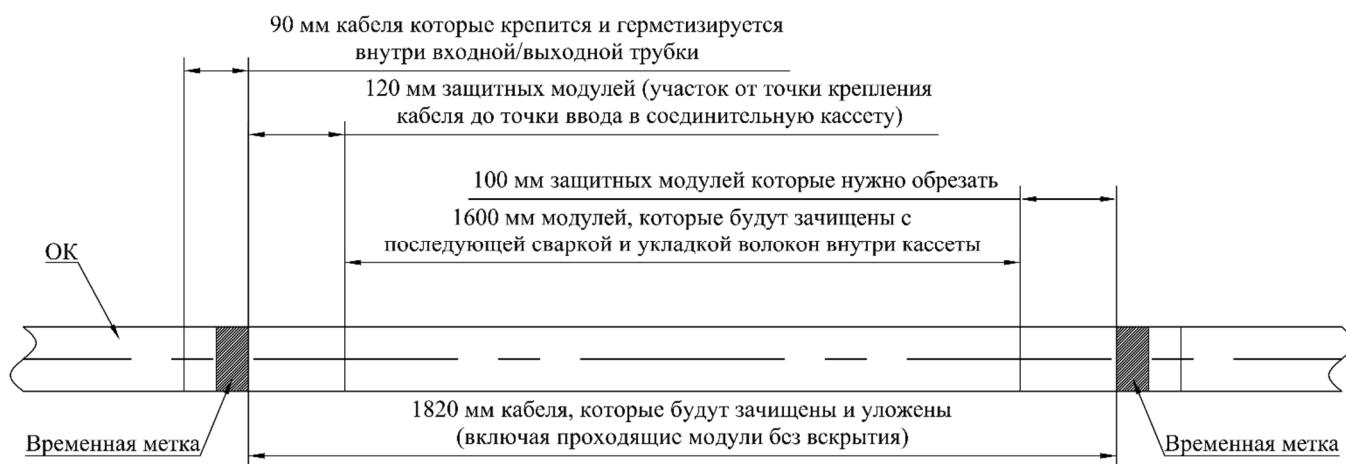 90 мм кабеля которые крепится и герметизируется
внутри входной/выходной трубки
120 мм защитных модулей (участок от точки крепления
кабеля до точки ввода в соединительную кассету)
100 мм защитных модулей которые нужно обрезать
1600 мм модулей, которые будут зачищены с
последующей сваркой и укладкой волокон внутри кассеты
ОК
1820 мм кабеля, которые будут зачищены и уложены
(включая проходящие модули без вскрытия)
Временная метка
Временная метка